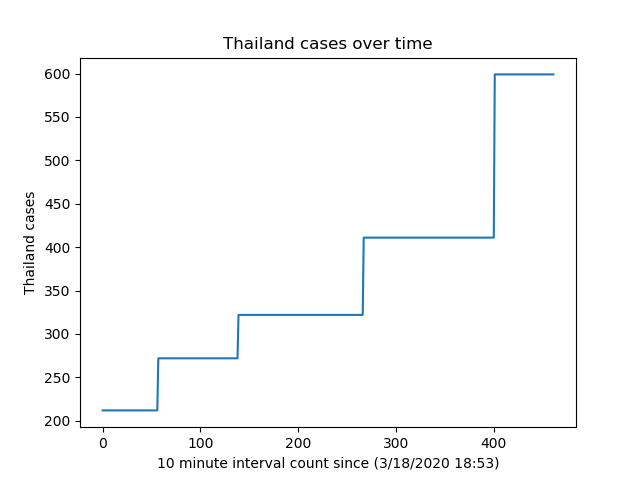 Thailand cases over time
600
550
500
450
400
350
300
250
200
Thailand cases
0 100 200 300 400
10 minute interval count since (3/18/2020 18:53)